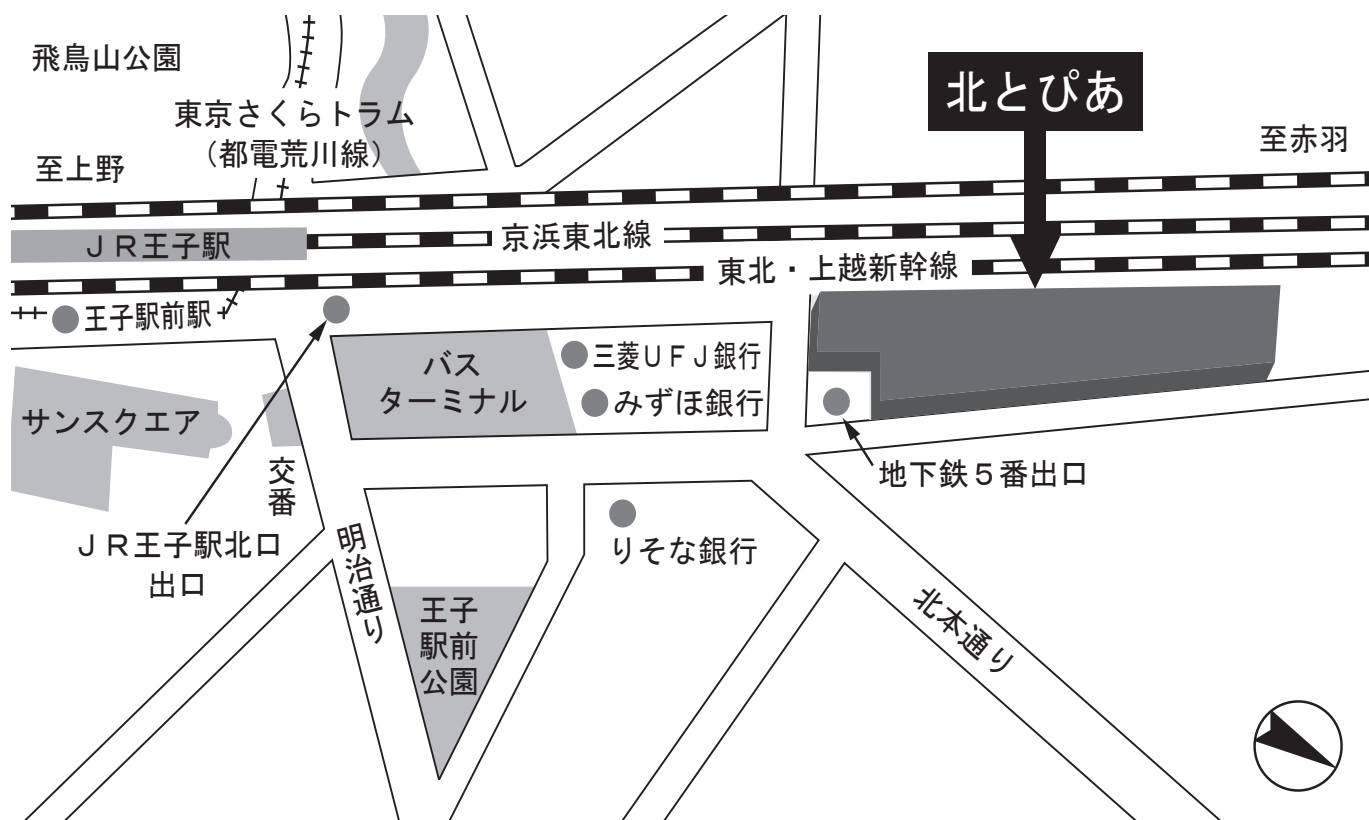 飛鳥山公園
東京さくらトラム
（都電荒川線）
北とぴあ
至赤羽
至上野
ＪＲ王子駅
京浜東北線
東北・上越新幹線
王子駅前駅
バス
ターミナル
三菱ＵＦＪ銀行
みずほ銀行
サンスクエア
交番
地下鉄５番出口
ＪＲ王子駅北口
出口
明治通り
りそな銀行
王子
駅前
公園
北本通り